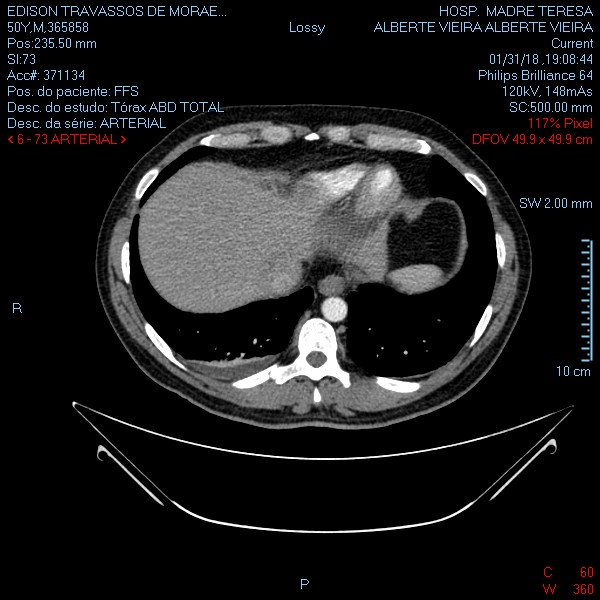 EDISON TRAVASSOS DE MORAE...
50Y,M,365858
Pos:235.50 mm
SI:73
Acc#: 371134
Pos. do paciente: FFS
Desc. do estudo: Tórax ABD TOTAL
Desc. da série: ARTERIAL
< 6 - 73 ARTERIAL >
Lossy
HOSP. MADRE TERESA
ALBERTE VIEIRA ALBERTE VIEIRA
Current
01/31/18 ,19:08:44
Philips Brilliance 64
120kV, 148mAs
SC:500.00 mm
117% Pixel
DFOV 49.9 x 49.9 cm
SW 2.00 mm
R
10 cm
P
C 60
W 360